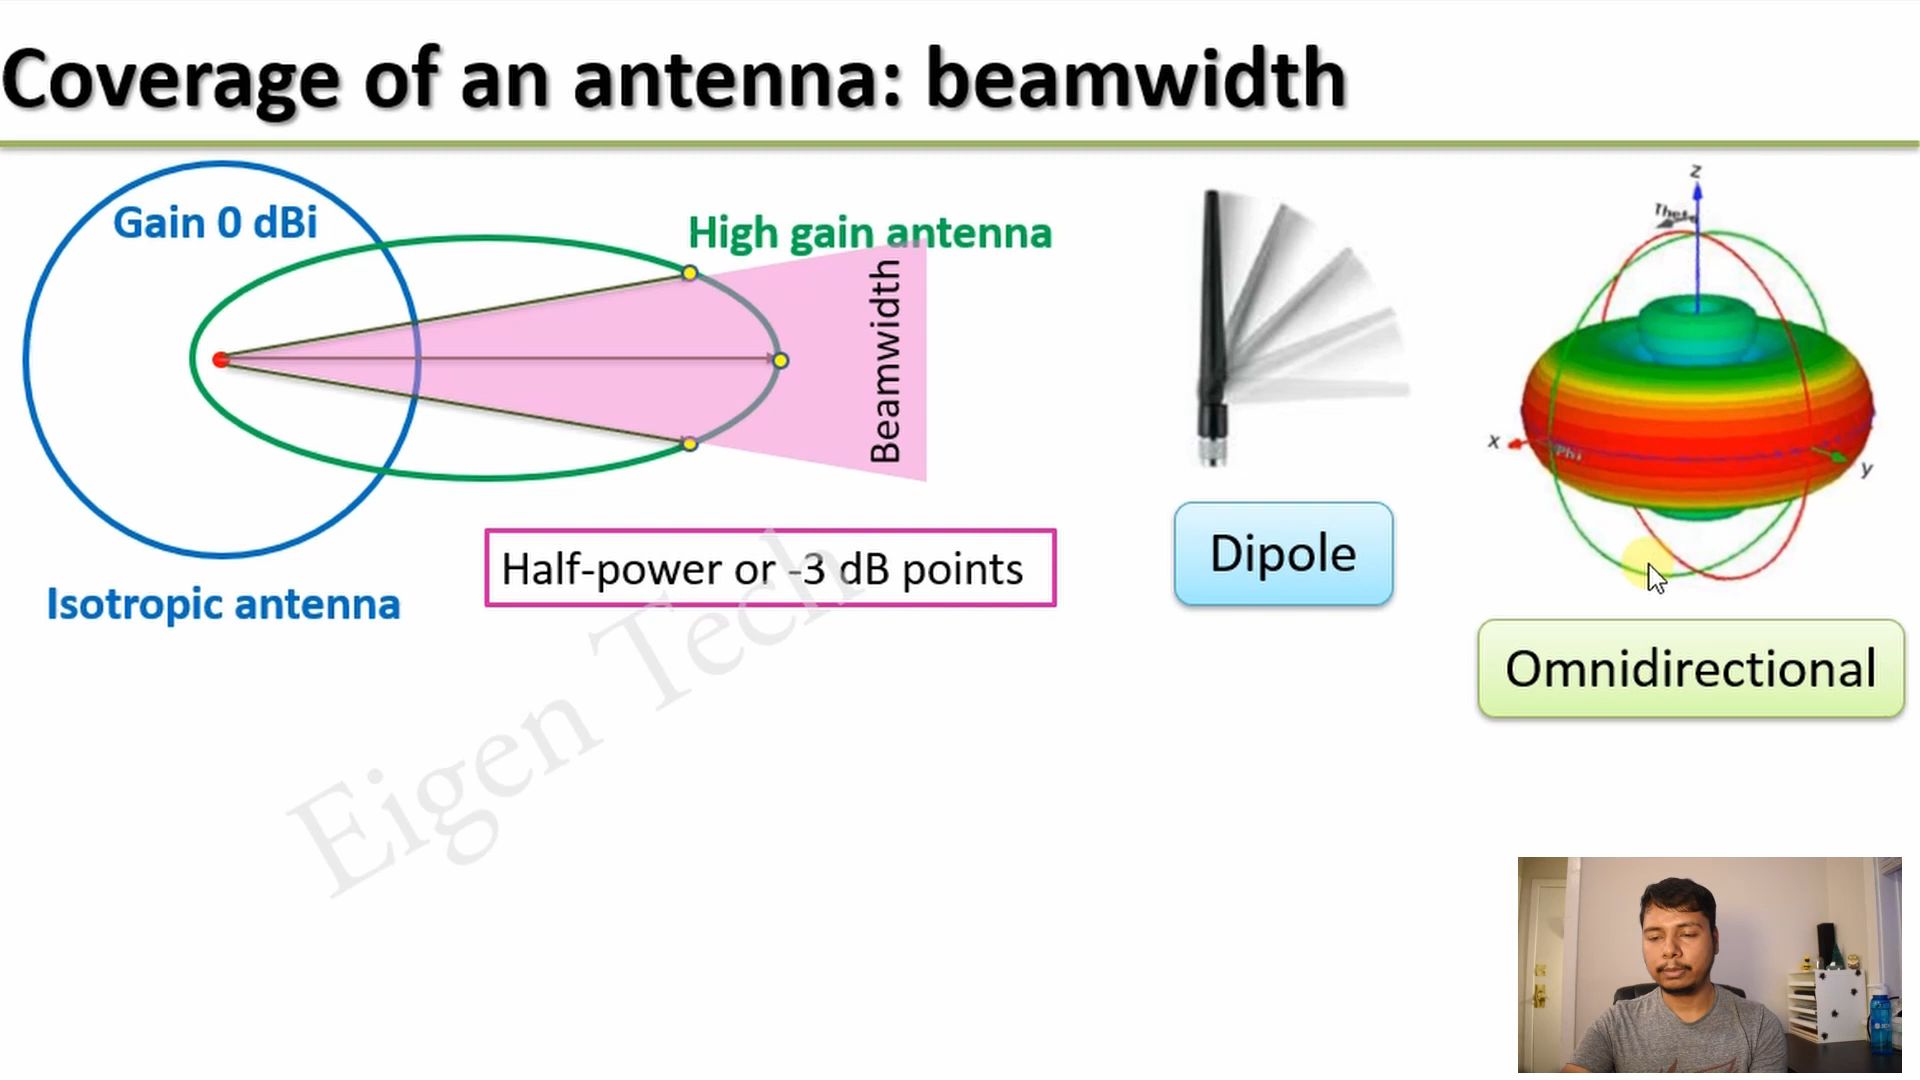 Coverage of an antenna: beamwidth
Gain 0 dBi
High gain antenna
Beamwidth
Isotropic antenna
Half-power or -3 dB points
Dipole
z
Theta
x
Phi
y
Omnidirectional
Eigen Tech